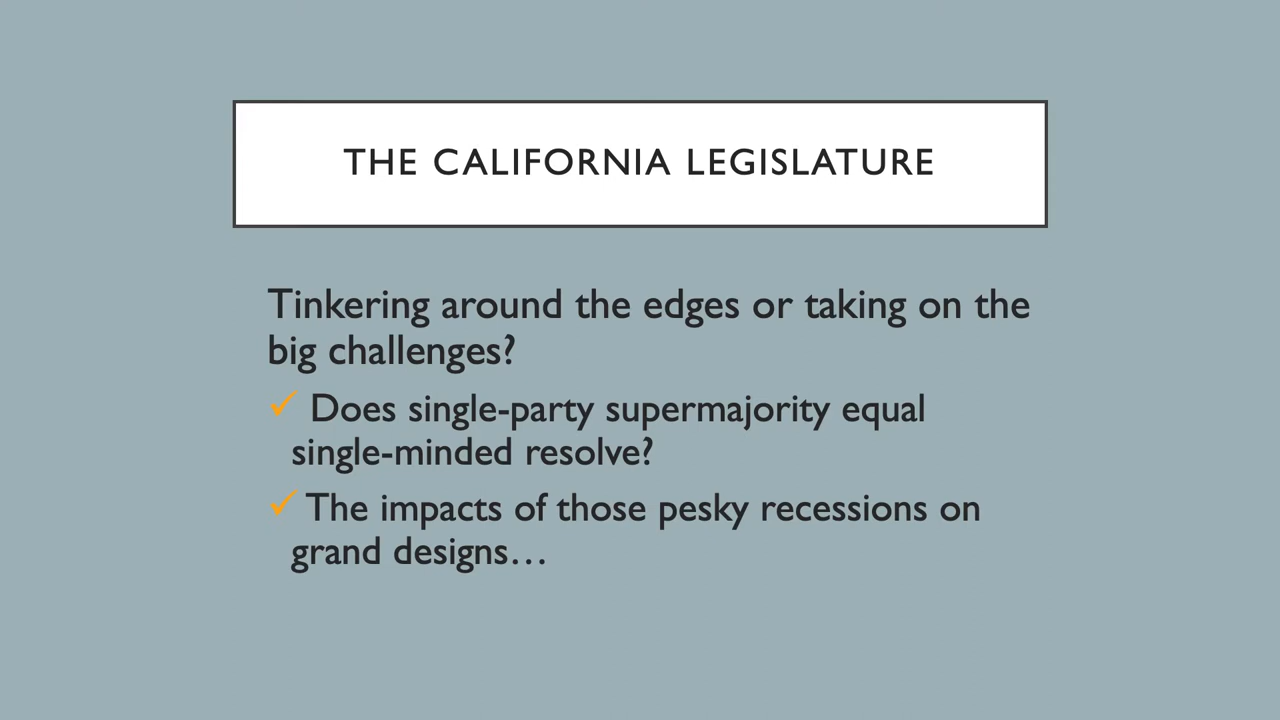 THE CALIFORNIA LEGISLATURE
Tinkering around the edges or taking on the
big challenges?
✓ Does single-party supermajority equal
single-minded resolve?
✓ The impacts of those pesky recessions on
grand designs…